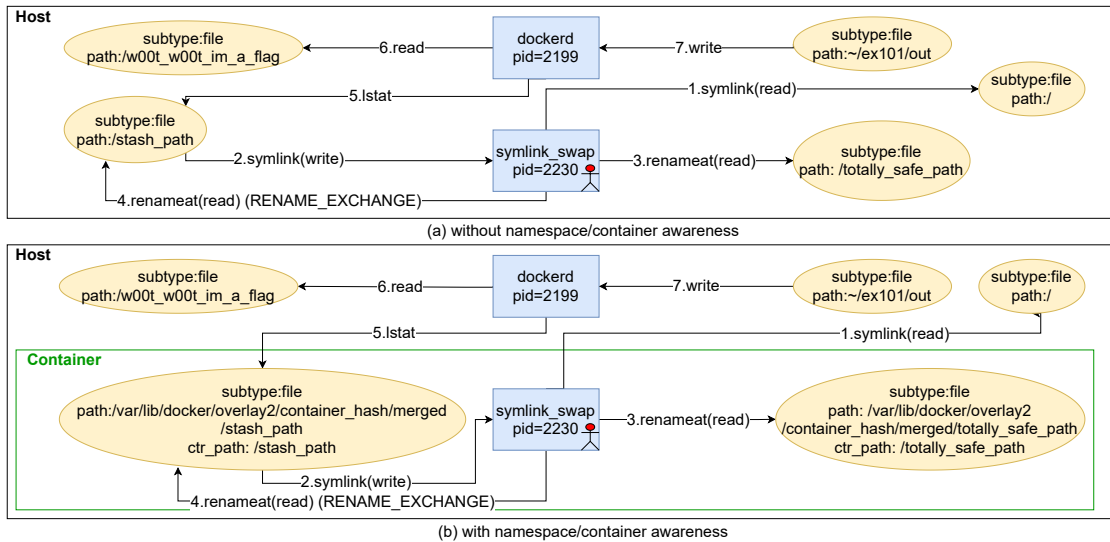 Host
subtype:file
path:/w00t_w00t_im_a_flag
6.read
dockerd
pid=2199
7.write
subtype:file
path:~/ex101/out
5.lstat
1.symlink(read)
subtype:file
path:/
subtype:file
path:/stash_path
2.symlink(write)
symlink_swap
pid=2230
3.renameat(read)
subtype:file
path: /totally_safe_path
4.renameat(read) (RENAME_EXCHANGE)
(a) without namespace/container awareness
Host
subtype:file
path:/w00t_w00t_im_a_flag
6.read
dockerd
pid=2199
7.write
subtype:file
path:~/ex101/out
subtype:file
path:/
5.lstat
1.symlink(read)
Container
subtype:file
path:/var/lib/docker/overlay2/container_hash/merged
/stash_path
ctr_path: /stash_path
2.symlink(write)
symlink_swap
pid=2230
3.renameat(read)
subtype:file
path: /var/lib/docker/overlay2
/container_hash/merged/totally_safe_path
ctr_path: /totally_safe_path
4.renameat(read) (RENAME_EXCHANGE)
(b) with namespace/container awareness